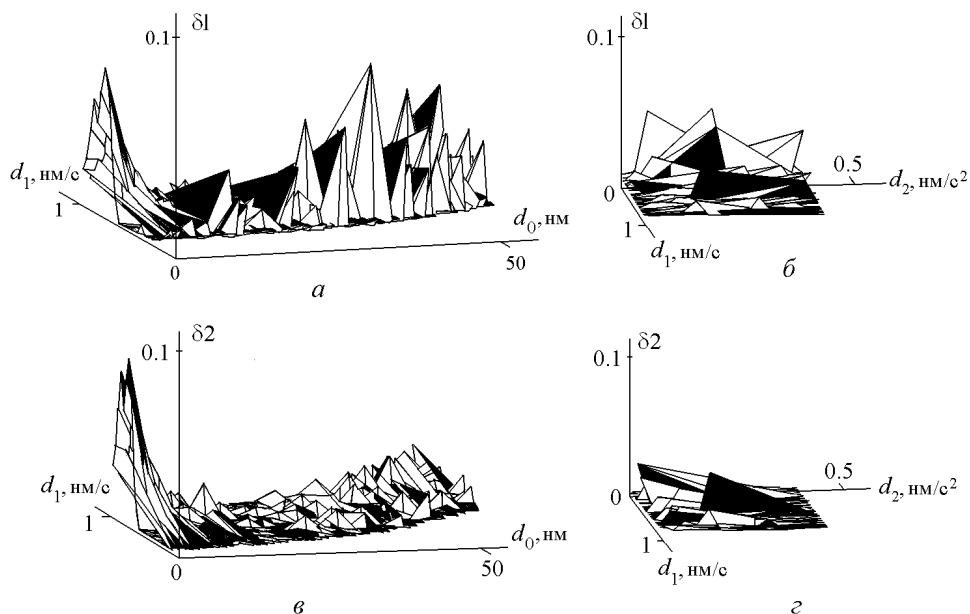 δ1
0.1
d₁, нм/с
1
d₀, нм
0
50
а
δ1
0.1
0.5
d₂, нм/с²
0
1
d₁, нм/с
б
δ2
0.1
d₁, нм/с
1
d₀, нм
0
50
в
δ2
0.1
0.5
d₂, нм/с²
0
1
d₁, нм/с
г